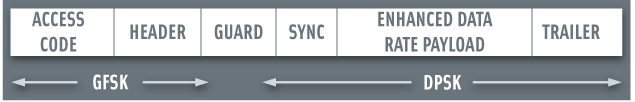 ACCESS CODE
HEADER
GUARD
SYNC
ENHANCED DATA RATE PAYLOAD
TRAILER
GFSK
DPSK